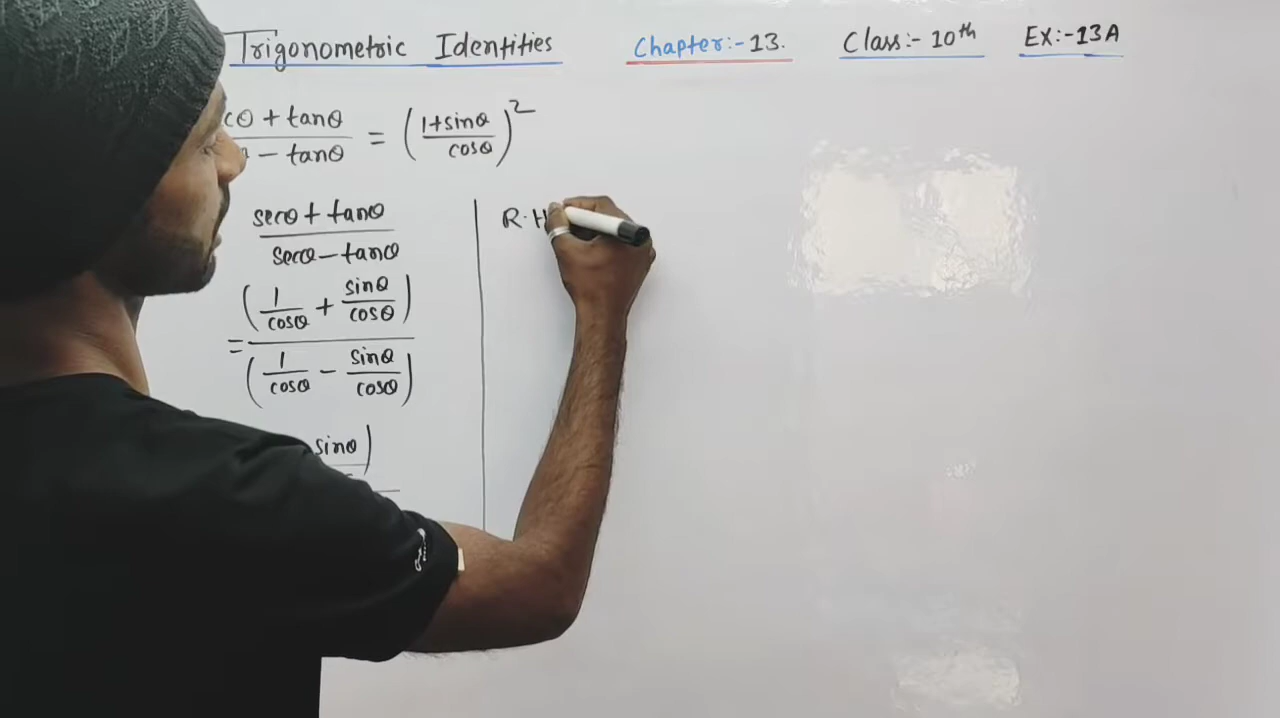 Trigonometric Identities Chapter:-13. Class:- 10th EX:-13A
cθ + tanθ / - tanθ = (1+sinθ / cosθ)²
secθ + tanθ
secθ - tanθ
R·H
(1/cosθ + sinθ/cosθ)
=
(1/cosθ - sinθ/cosθ)
sinθ)